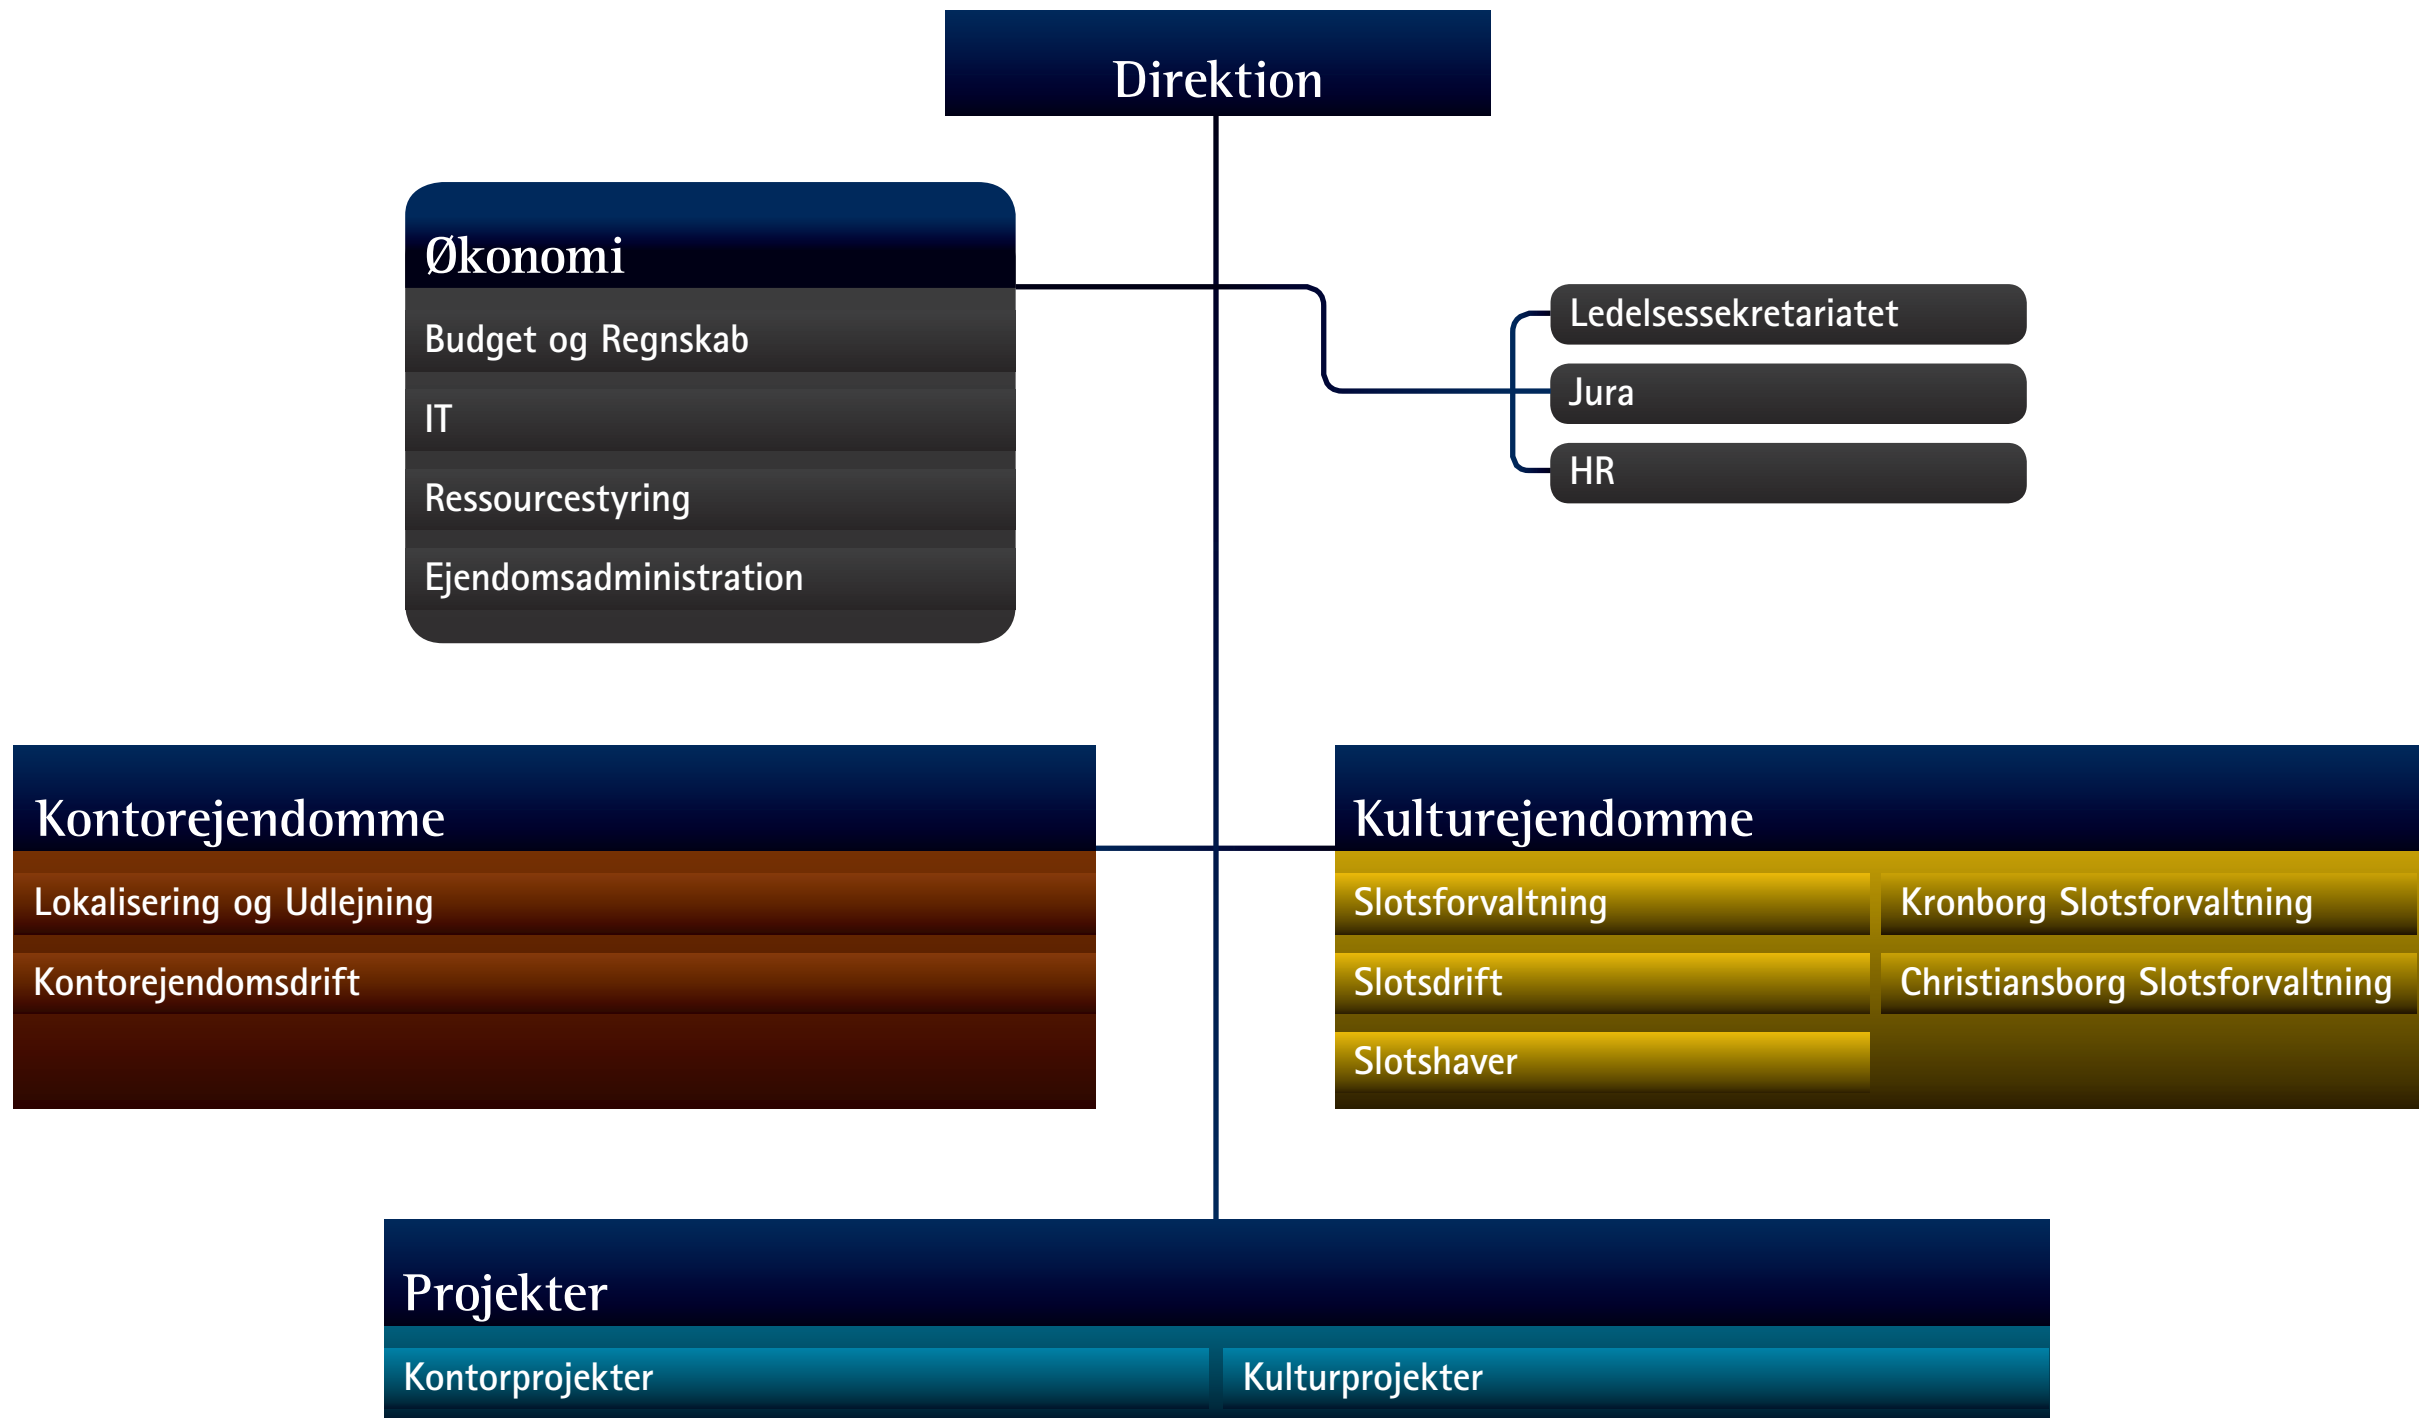 Direktion
Økonomi
Budget og Regnskab
IT
Ressourcestyring
Ejendomsadministration
Ledelsessekretariatet
Jura
HR
Kontorejendomme
Lokalisering og Udlejning
Kontorejendomsdrift
Kulturejendomme
Slotsforvaltning
Slotsdrift
Slotshaver
Kronborg Slotsforvaltning
Christiansborg Slotsforvaltning
Projekter
Kontorprojekter
Kulturprojekter